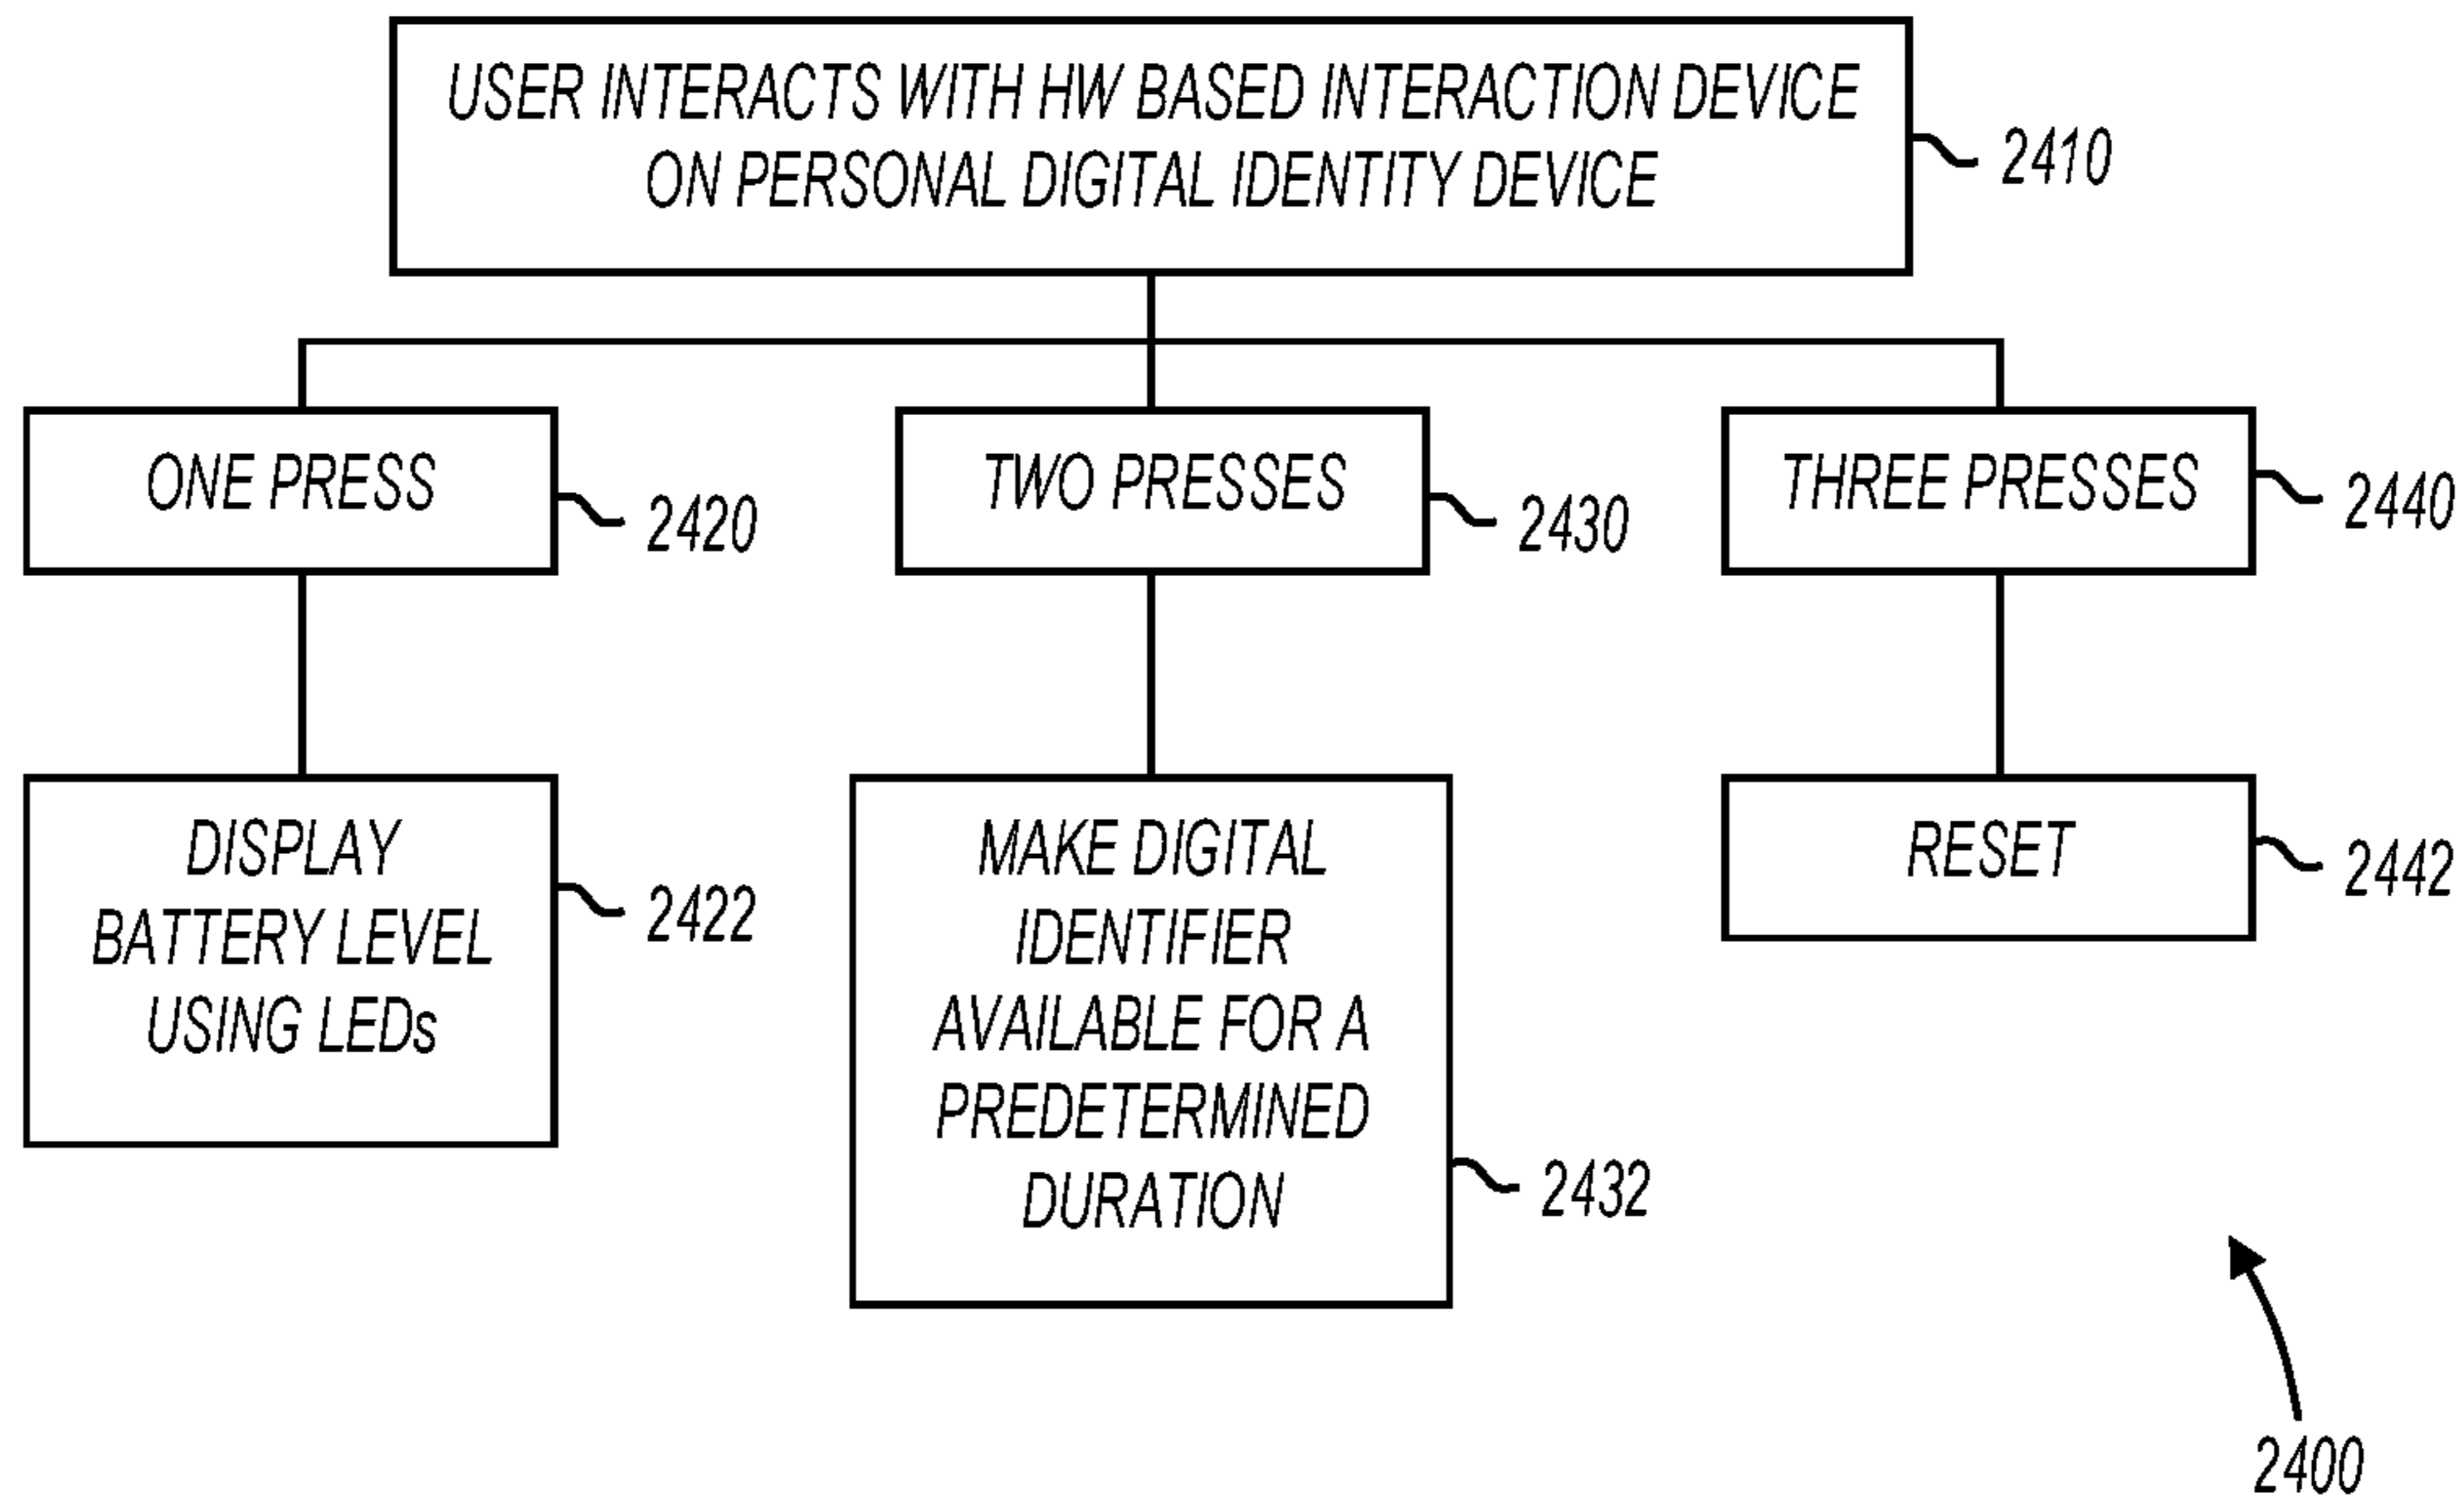 USER INTERACTS WITH HW BASED INTERACTION DEVICE
ON PERSONAL DIGITAL IDENTITY DEVICE
2410
ONE PRESS
2420
TWO PRESSES
2430
THREE PRESSES
2440
DISPLAY
BATTERY LEVEL
USING LEDs
2422
MAKE DIGITAL
IDENTIFIER
AVAILABLE FOR A
PREDETERMINED
DURATION
2432
RESET
2442
2400